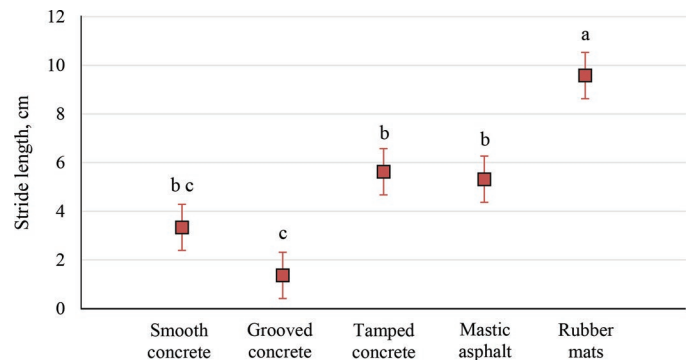 12
10
8
6
4
2
0
Stride length, cm
b c
c
b
b
a
Smooth
concrete
Grooved
concrete
Tamped
concrete
Mastic
asphalt
Rubber
mats